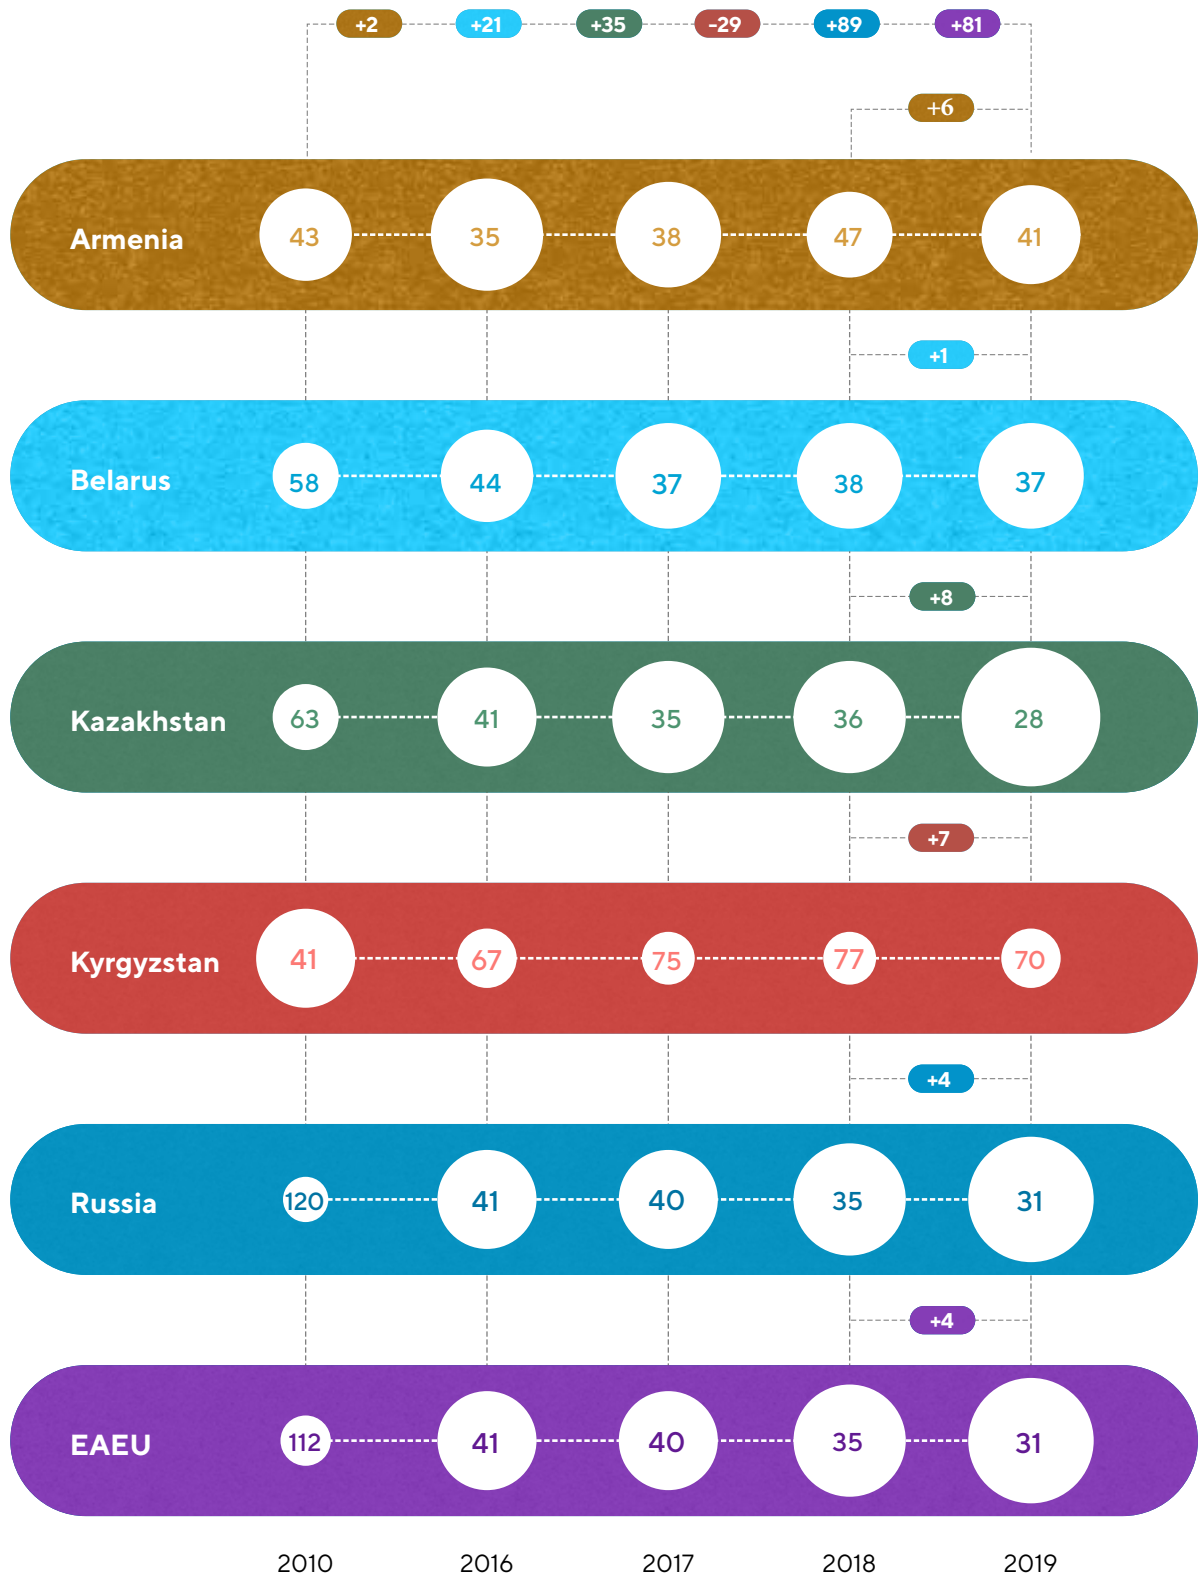 +2 +21 +35 -29 +89 +81
+6
Armenia 43 35 38 47 41
+1
Belarus 58 44 37 38 37
+8
Kazakhstan 63 41 35 36 28
+7
Kyrgyzstan 41 67 75 77 70
+4
Russia 120 41 40 35 31
+4
EAEU 112 41 40 35 31
2010 2016 2017 2018 2019